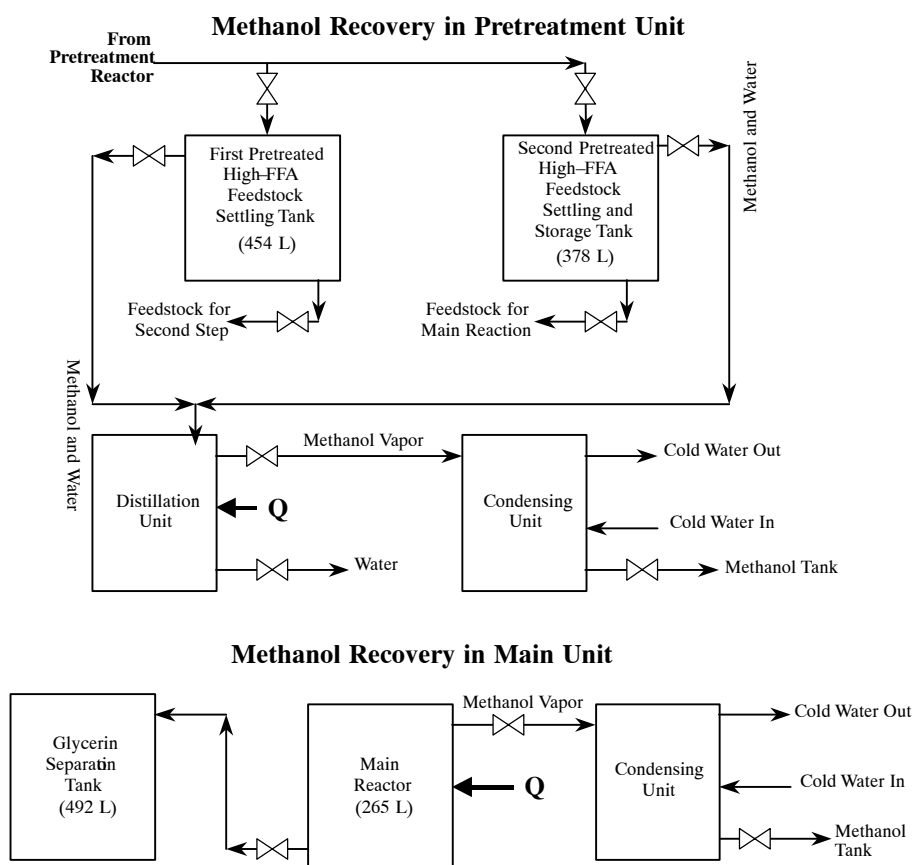 Methanol Recovery in Pretreatment Unit
From
Pretreatment
Reactor
Methanol and Water
First Pretreated
High–FFA
Feedstock
Settling Tank
(454 L)
Second Pretreated
High–FFA
Feedstock
Settling and
Storage Tank
(378 L)
Feedstock for
Second Step
Feedstock for
Main Reaction
Methanol and Water
Distillation
Unit
Methanol Vapor
Q
Water
Condensing
Unit
Cold Water Out
Cold Water In
Methanol Tank
Methanol Recovery in Main Unit
Glycerin
Separatin
Tank
(492 L)
Main
Reactor
(265 L)
Methanol Vapor
Q
Condensing
Unit
Cold Water Out
Cold Water In
Methanol
Tank